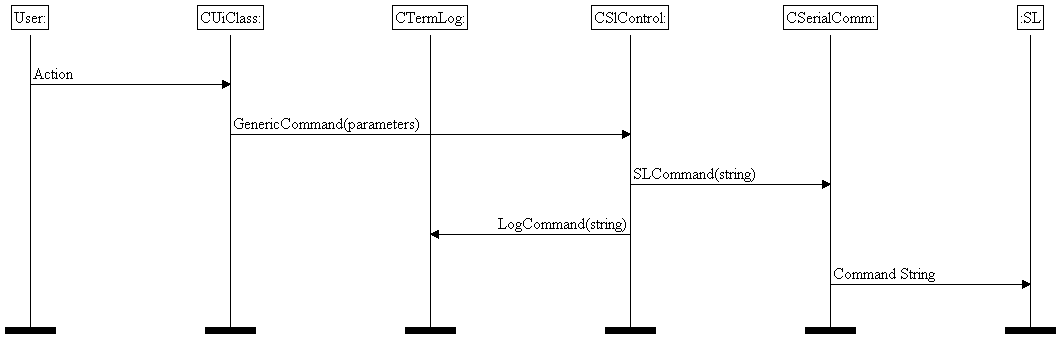 User:
CUiClass:
CTermLog:
CSlControl:
CSerialComm:
:SL
Action
GenericCommand(parameters)
SLCommand(string)
LogCommand(string)
Command String